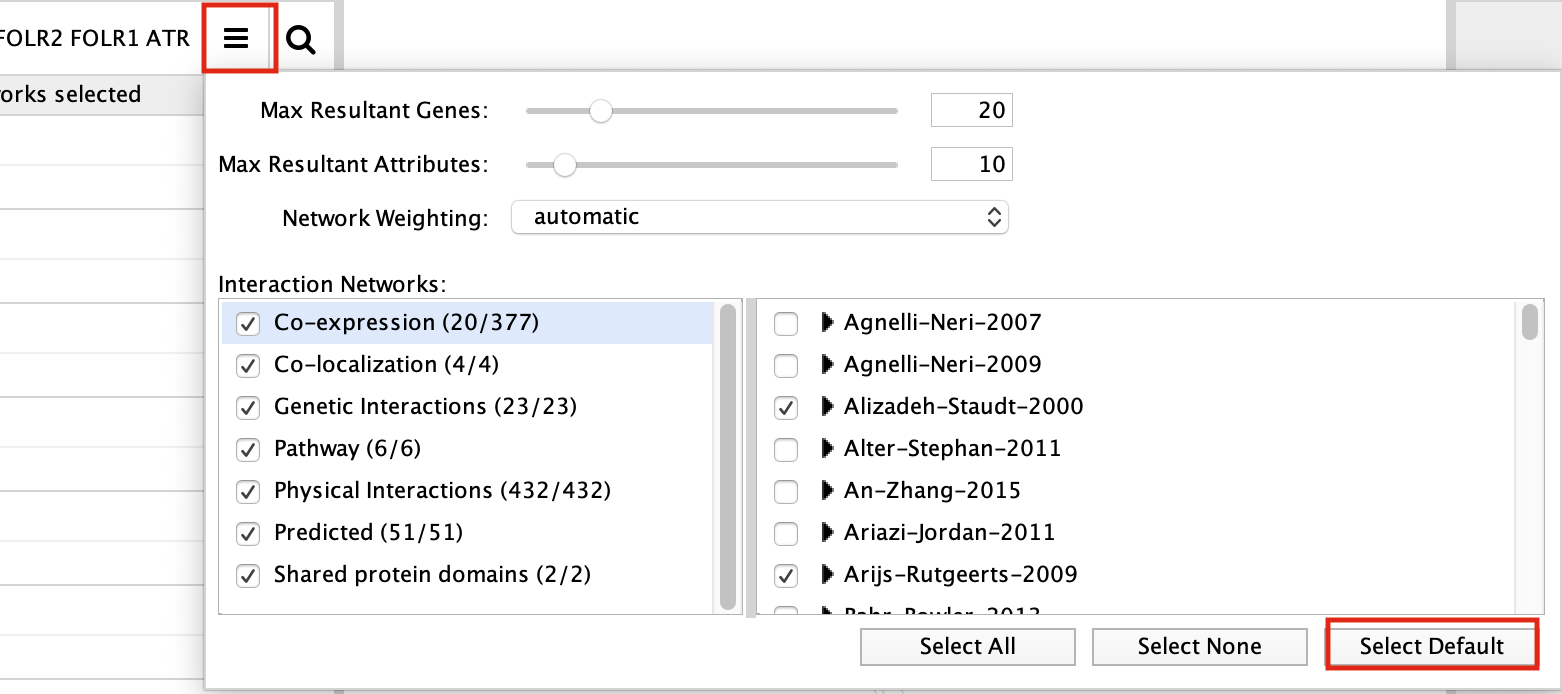 FOLR2 FOLR1 ATR
orks selected
Max Resultant Genes: 20
Max Resultant Attributes: 10
Network Weighting: automatic
Interaction Networks:
Co-expression (20/377)
Co-localization (4/4)
Genetic Interactions (23/23)
Pathway (6/6)
Physical Interactions (432/432)
Predicted (51/51)
Shared protein domains (2/2)
Agnelli-Neri-2007
Agnelli-Neri-2009
Alizadeh-Staudt-2000
Alter-Stephan-2011
An-Zhang-2015
Ariazi-Jordan-2011
Arijs-Rutgeerts-2009
Select All Select None Select Default